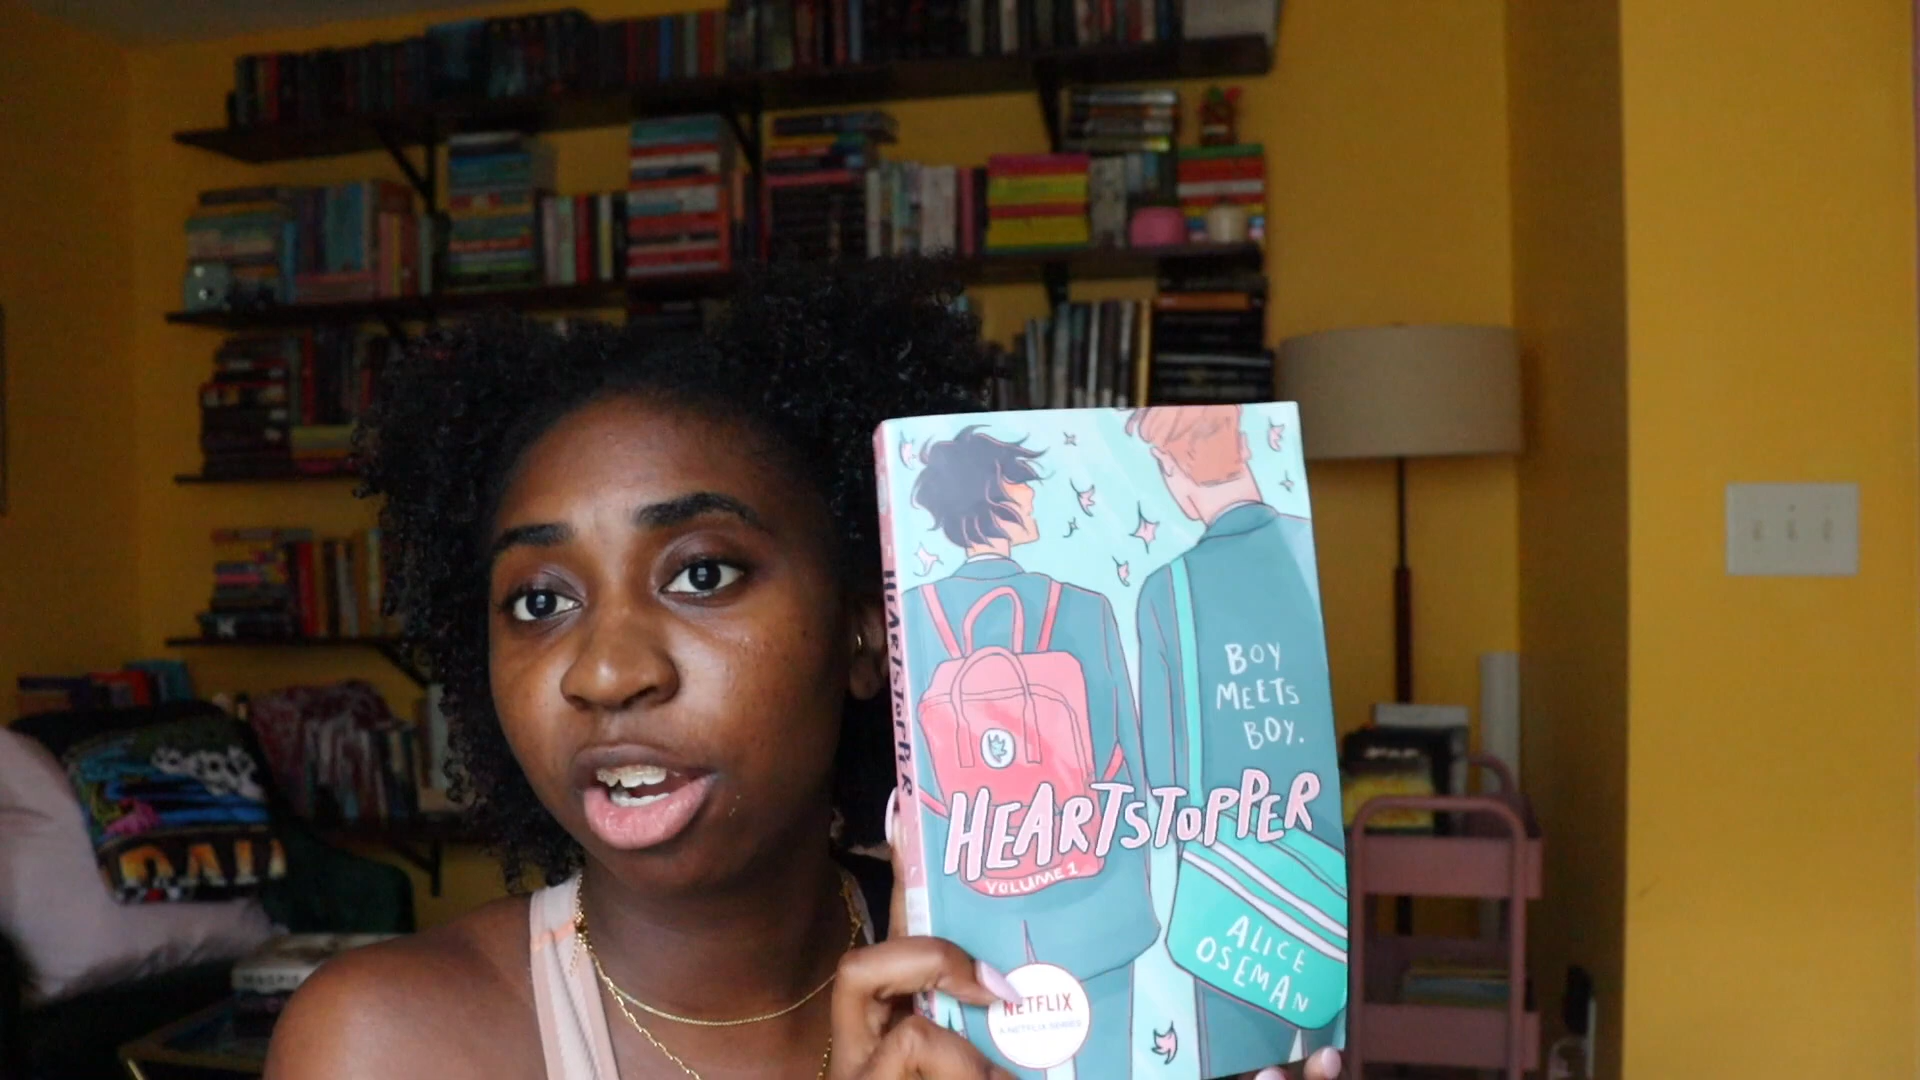 BOY
MEETS
BOY.
HEARTSTOPPER
VOLUME 1
ALICE
OSEMAN
NETFLIX
A NETFLIX SERIES
HEARTSTOPPER